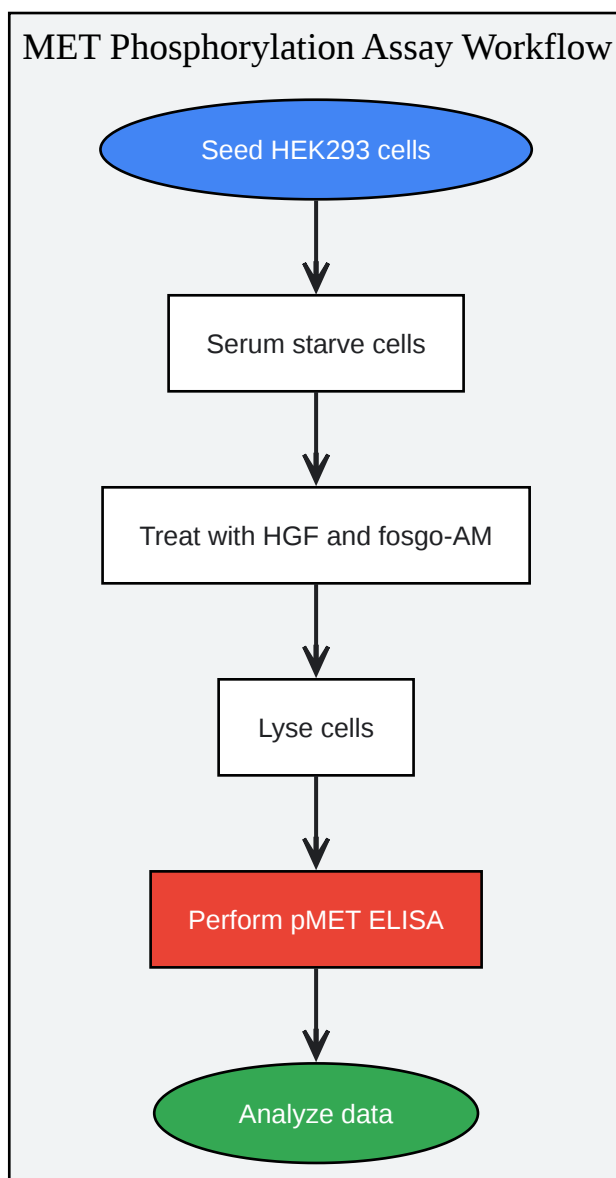 MET Phosphorylation Assay Workflow
Seed HEK293 cells
Serum starve cells
Treat with HGF and fosgo-AM
Lyse cells
Perform pMET ELISA
Analyze data